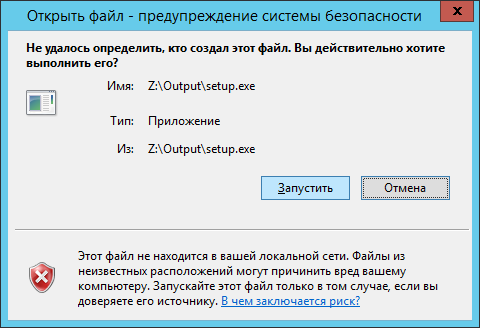 Открыть файл - предупреждение системы безопасности
x
Не удалось определить, кто создал этот файл. Вы действительно хотите
выполнить его?
Имя: Z:\Output\setup.exe
Тип: Приложение
Из: Z:\Output\setup.exe
Запустить Отмена
Этот файл не находится в вашей локальной сети. Файлы из
неизвестных расположений могут причинить вред вашему
компьютеру. Запускайте этот файл только в том случае, если вы
доверяете его источнику. В чем заключается риск?